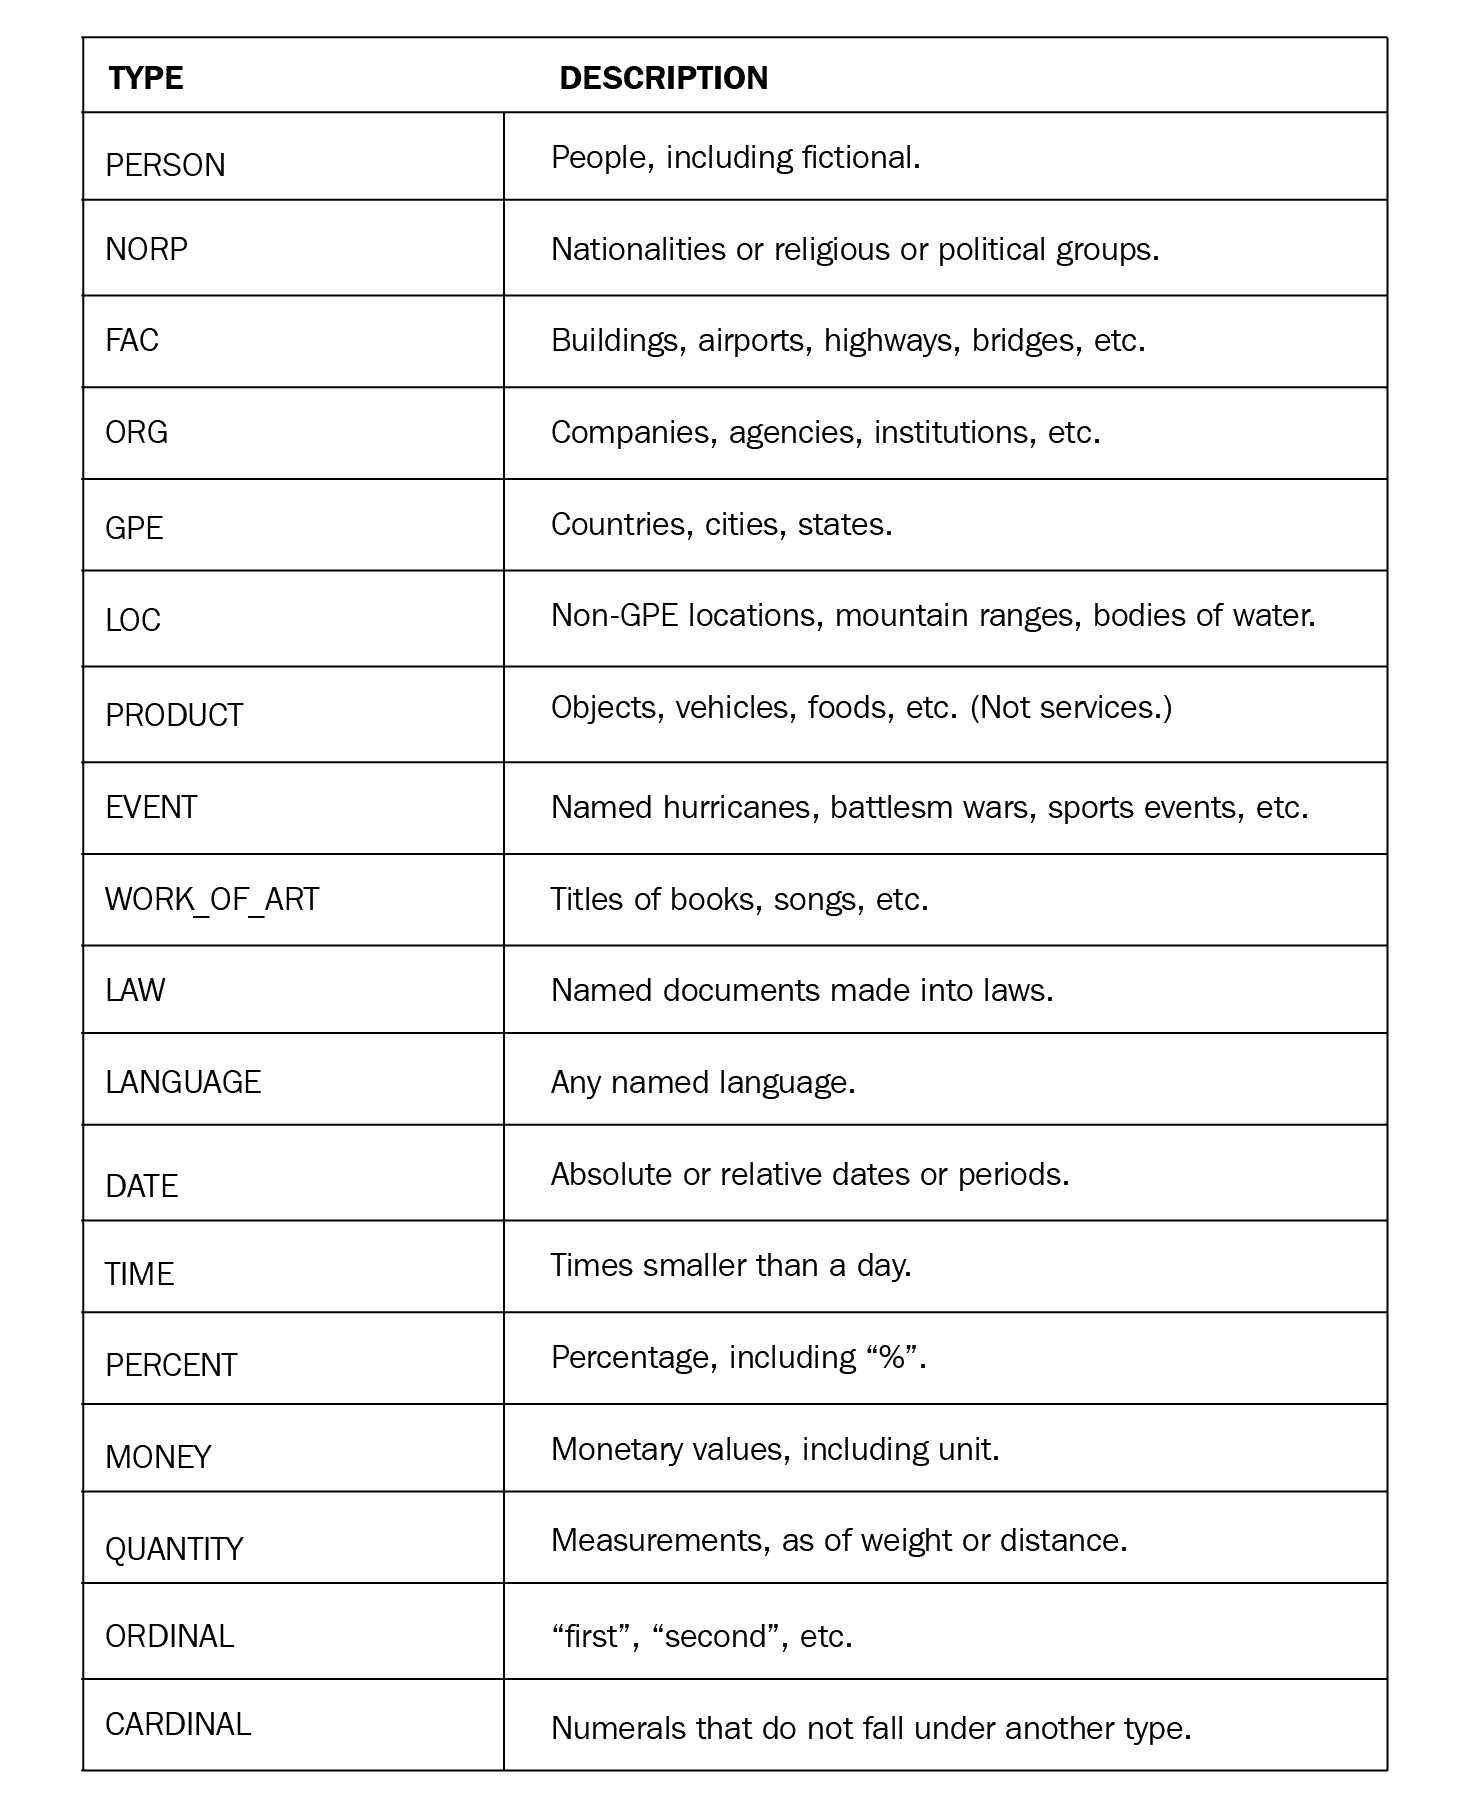 TYPE DESCRIPTION
PERSON People, including fictional.
NORP Nationalities or religious or political groups.
FAC Buildings, airports, highways, bridges, etc.
ORG Companies, agencies, institutions, etc.
GPE Countries, cities, states.
LOC Non-GPE locations, mountain ranges, bodies of water.
PRODUCT Objects, vehicles, foods, etc. (Not services.)
EVENT Named hurricanes, battlesm wars, sports events, etc.
WORK_OF_ART Titles of books, songs, etc.
LAW Named documents made into laws.
LANGUAGE Any named language.
DATE Absolute or relative dates or periods.
TIME Times smaller than a day.
PERCENT Percentage, including “%”.
MONEY Monetary values, including unit.
QUANTITY Measurements, as of weight or distance.
ORDINAL “first”, “second”, etc.
CARDINAL Numerals that do not fall under another type.